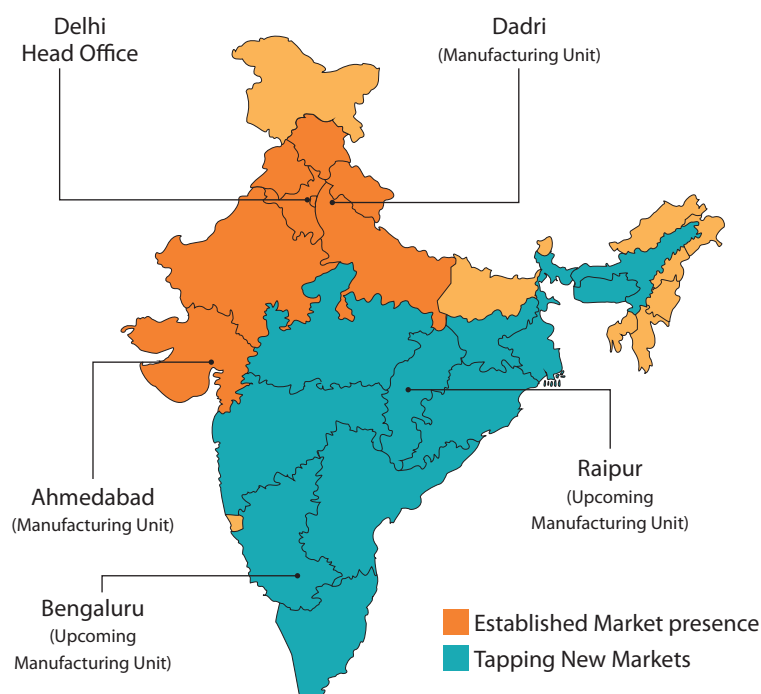 Delhi
Head Office
Dadri
(Manufacturing Unit)
Ahmedabad
(Manufacturing Unit)
Raipur
(Upcoming
Manufacturing Unit)
Bengaluru
(Upcoming
Manufacturing Unit)
Established Market presence
Tapping New Markets